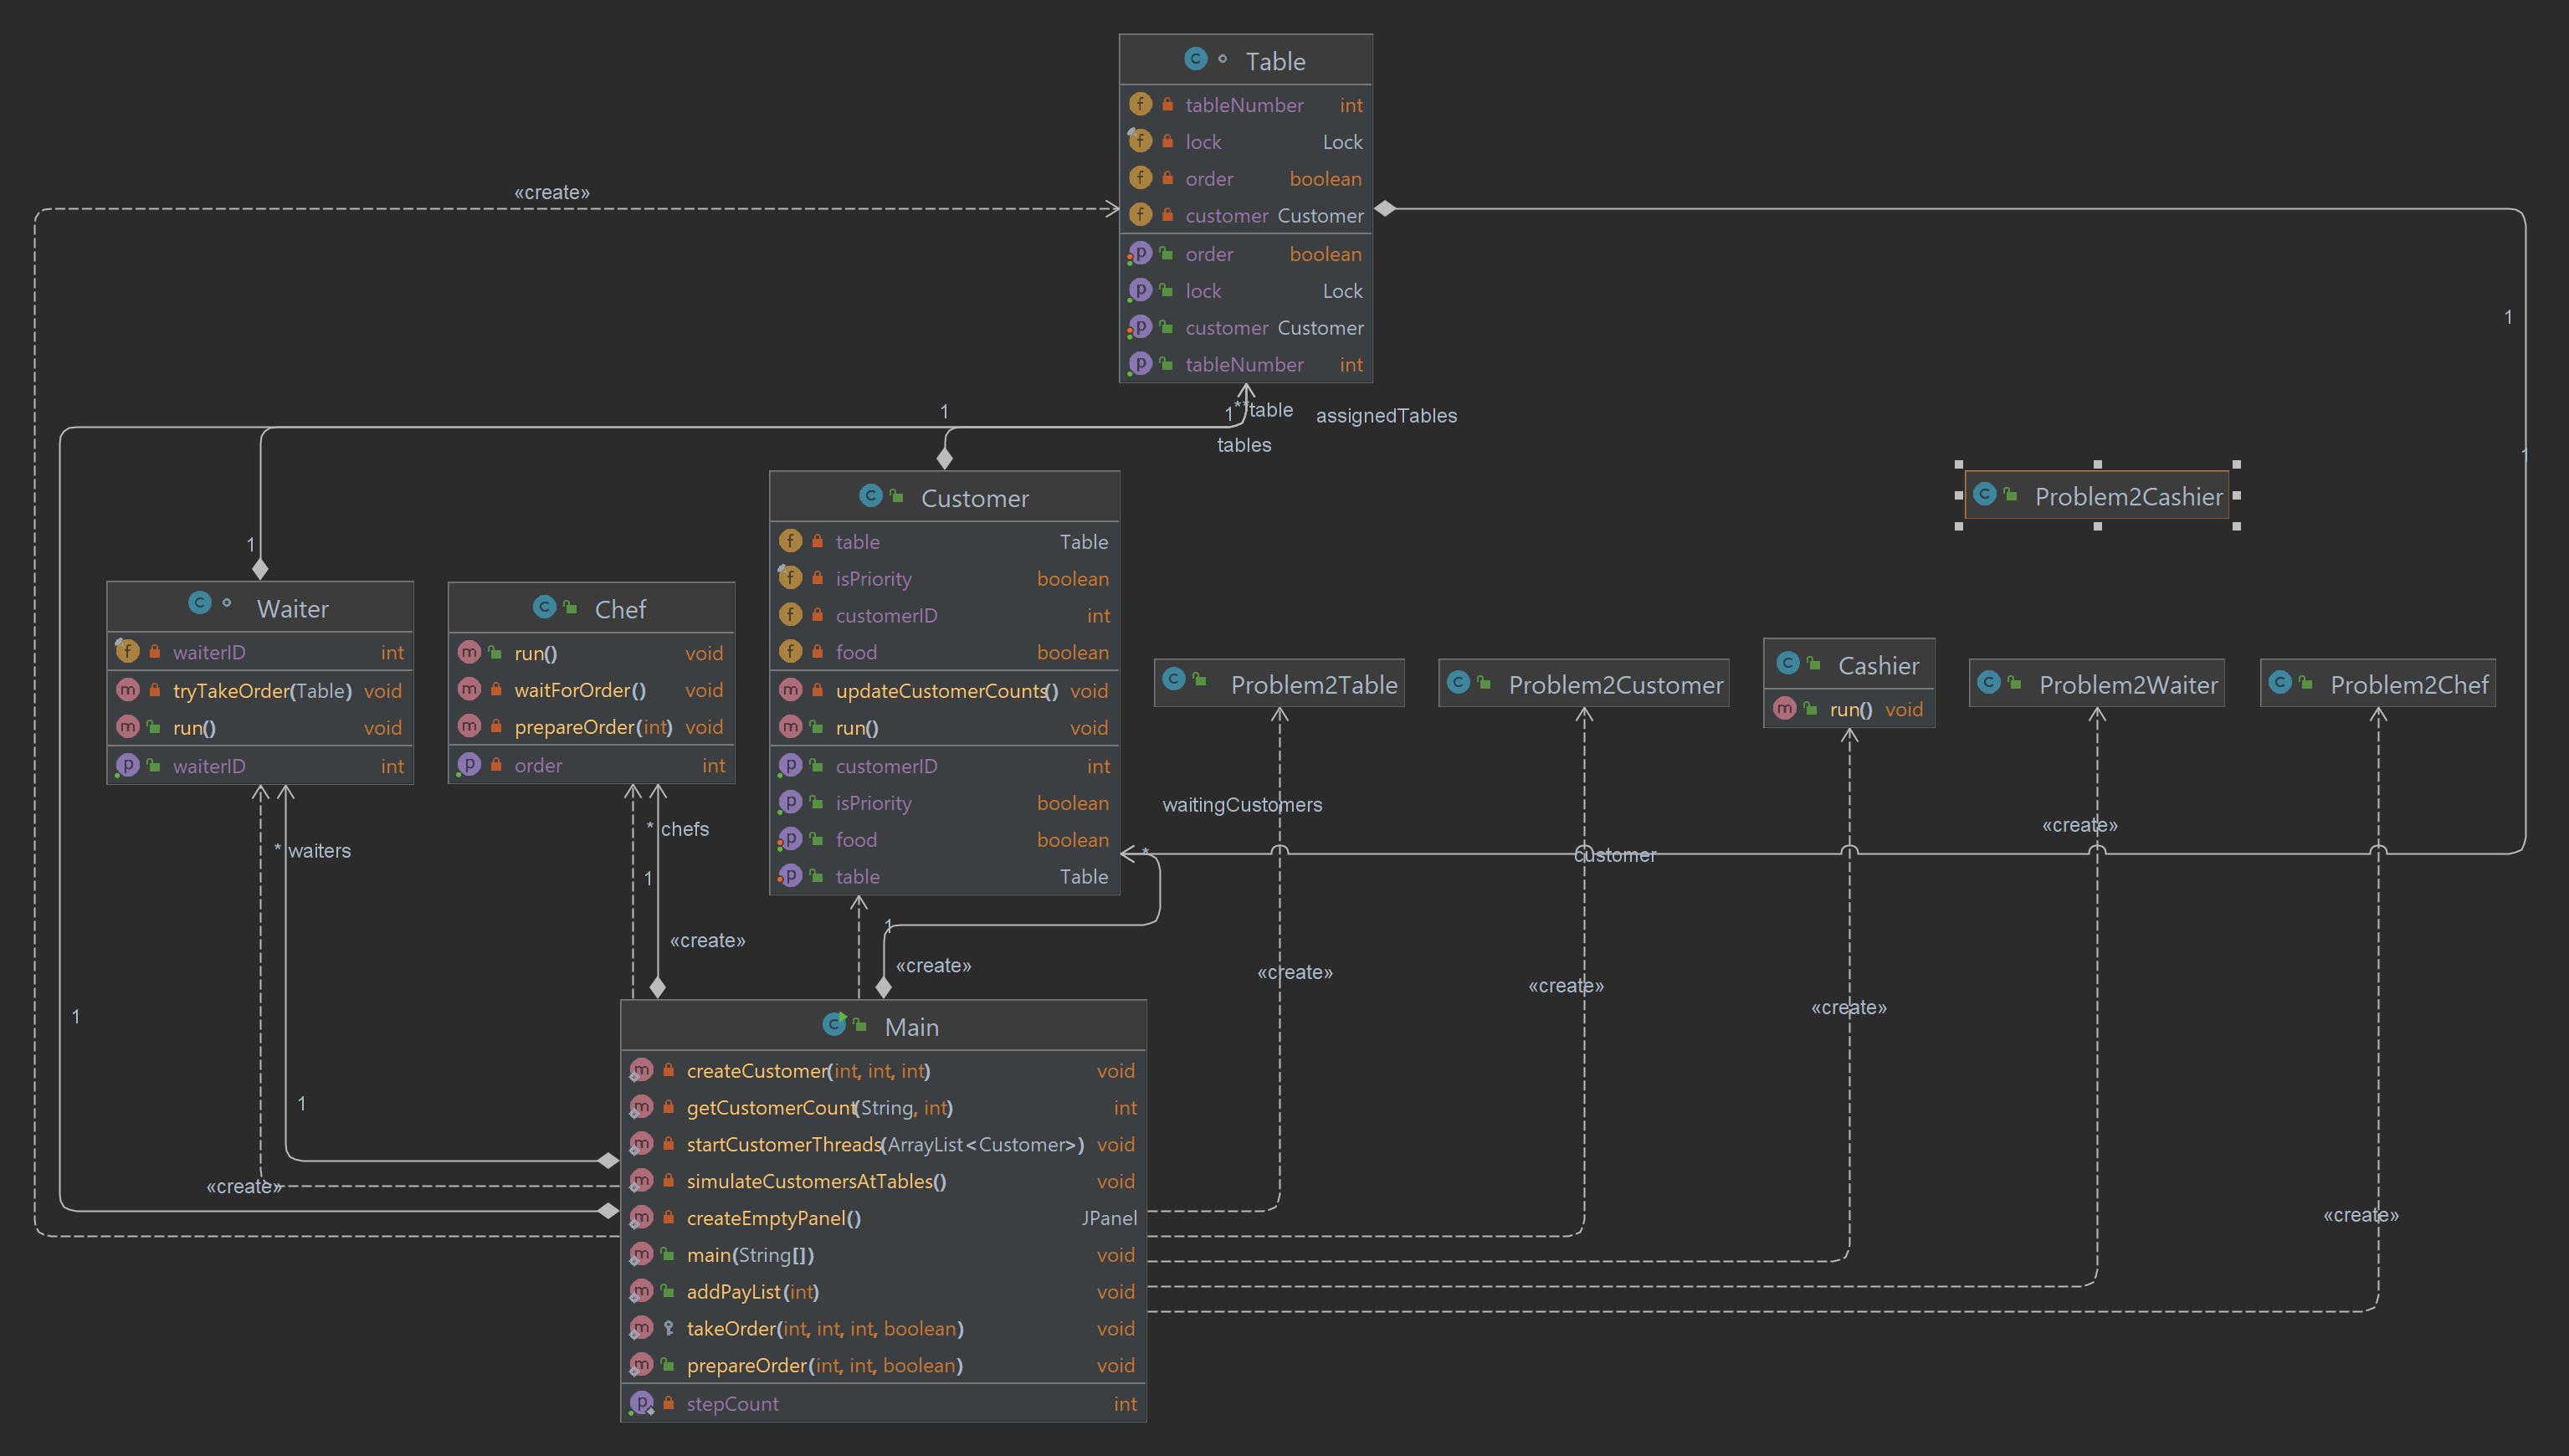 Table
tableNumber int
lock Lock
order boolean
customer Customer
order boolean
lock Lock
customer Customer
tableNumber int
«create»
1
1
1
1
**table
assignedTables
tables
1
Customer
table Table
isPriority boolean
customerID int
food boolean
updateCustomerCounts() void
run() void
customerID int
isPriority boolean
food boolean
table Table
Problem2Cashier
1
Waiter
waiterID int
tryTakeOrder(Table) void
run() void
waiterID int
Chef
run() void
waitForOrder() void
prepareOrder(int) void
order int
Problem2Table
Problem2Customer
Cashier
run() void
Problem2Waiter
Problem2Chef
waitingCustomers
*
customer
«create»
* chefs
* waiters
1
1
«create»
«create»
«create»
«create»
«create»
1
1
«create»
«create»
Main
createCustomer(int, int, int) void
getCustomerCount(String, int) int
startCustomerThreads(ArrayList<Customer>) void
simulateCustomersAtTables() void
createEmptyPanel() JPanel
main(String[]) void
addPayList(int) void
takeOrder(int, int, int, boolean) void
prepareOrder(int, int, boolean) void
stepCount int